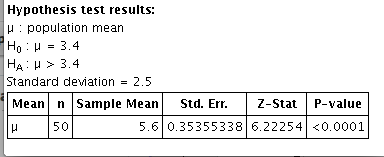 Hypothesis test results:
μ : population mean
H₀ : μ = 3.4
Hᴀ : μ > 3.4
Standard deviation = 2.5
Mean n Sample Mean Std. Err. Z-Stat P-value
μ 50 5.6 0.35355338 6.22254 <0.0001